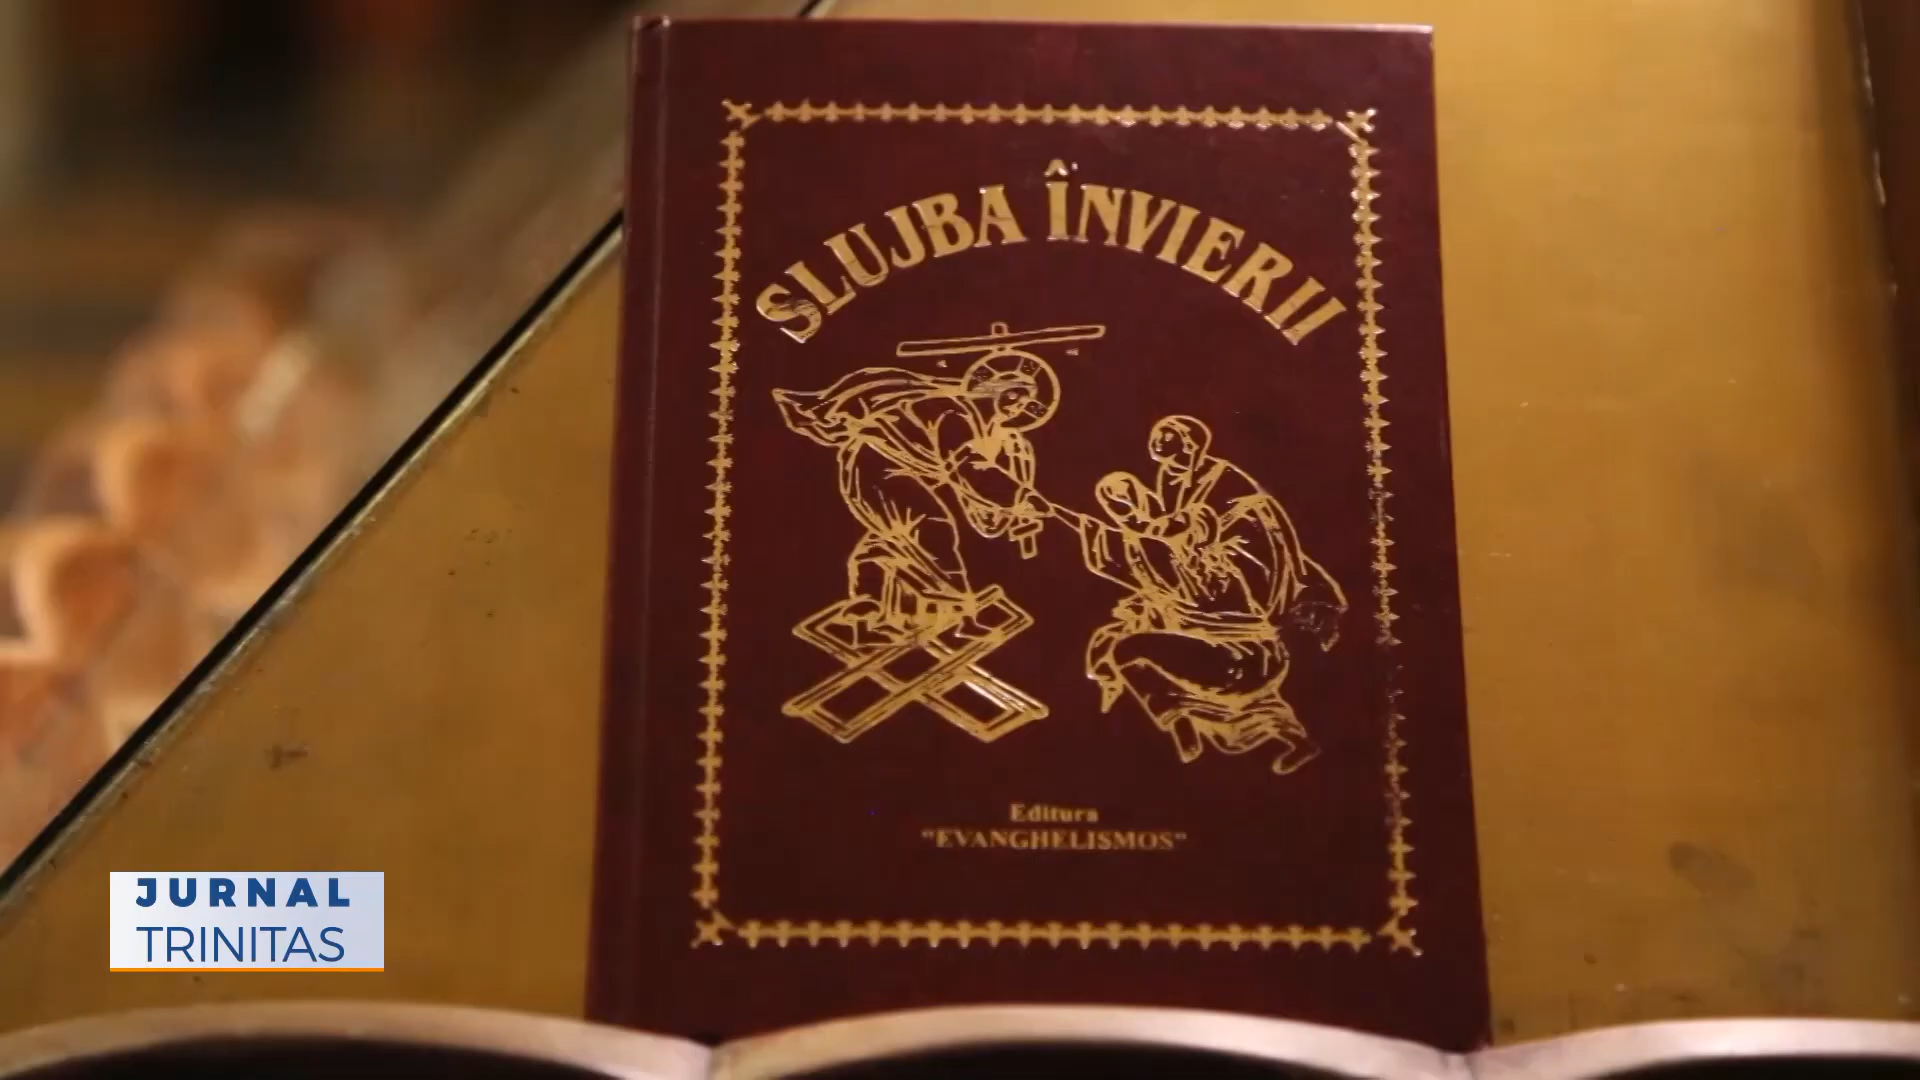 SLUJBA ÎNVIERII
Editura
"EVANGHELISMOS"
JURNAL
TRINITAS